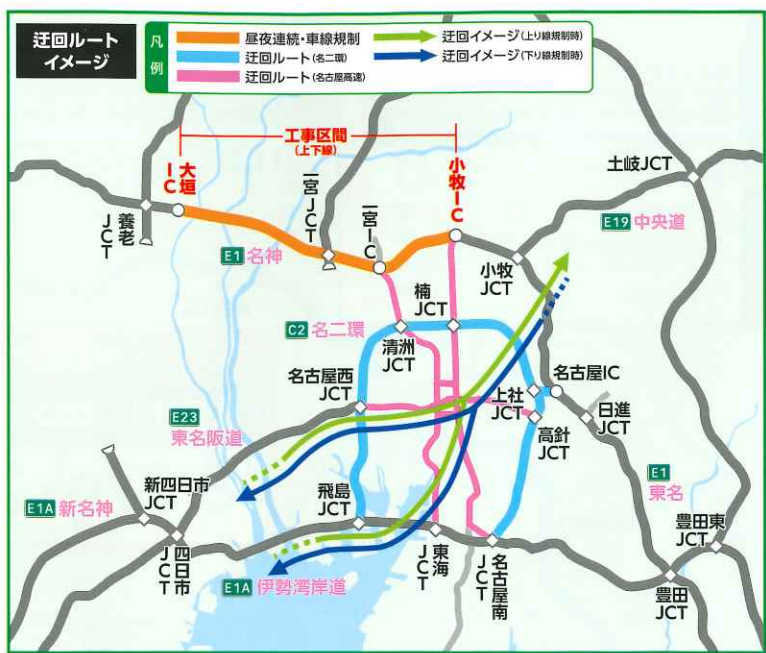 迂回ルート
イメージ
凡例
昼夜連続・車線規制
迂回ルート(名二環)
迂回ルート(名古屋高速)
迂回イメージ(上り線規制時)
迂回イメージ(下り線規制時)
工事区間
(上下線)
大垣IC
小牧IC
土岐JCT
養老JCT
一宮JCT
一宮IC
E19 中央道
E1 名神
小牧JCT
楠JCT
C2 名二環
清洲JCT
名古屋西JCT
上社JCT
名古屋IC
日進JCT
高針JCT
E23
東名阪道
E1
東名
新四日市JCT
E1A 新名神
飛島JCT
四日市JCT
東海JCT
名古屋南JCT
豊田東JCT
豊田JCT
E1A 伊勢湾岸道